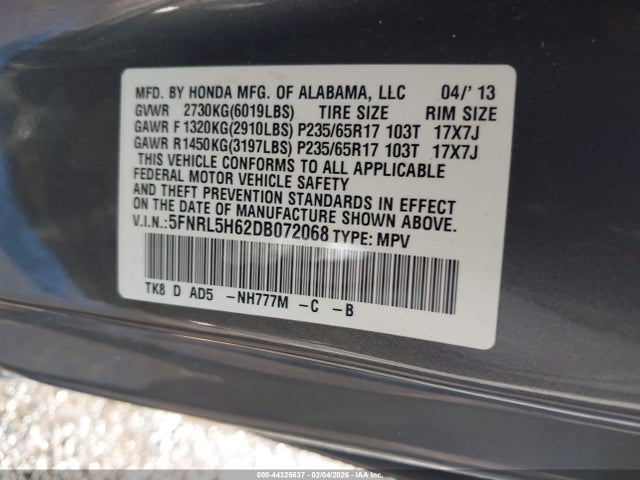 MFD. BY HONDA MFG. OF ALABAMA, LLC 04/' 13
GVWR 2730KG(6019LBS) TIRE SIZE RIM SIZE
GAWR F 1320KG(2910LBS) P235/65R17 103T 17X7J
GAWR R1450KG(3197LBS) P235/65R17 103T 17X7J
THIS VEHICLE CONFORMS TO ALL APPLICABLE
FEDERAL MOTOR VEHICLE SAFETY
AND THEFT PREVENTION STANDARDS IN EFFECT
ON THE DATE OF MANUFACTURE SHOWN ABOVE.
V.I.N.:5FNRL5H62DB072068 TYPE: MPV
TK8 D AD5 -NH777M -C -B
000-44325637 - 02/04/2026 - IAAI.COM